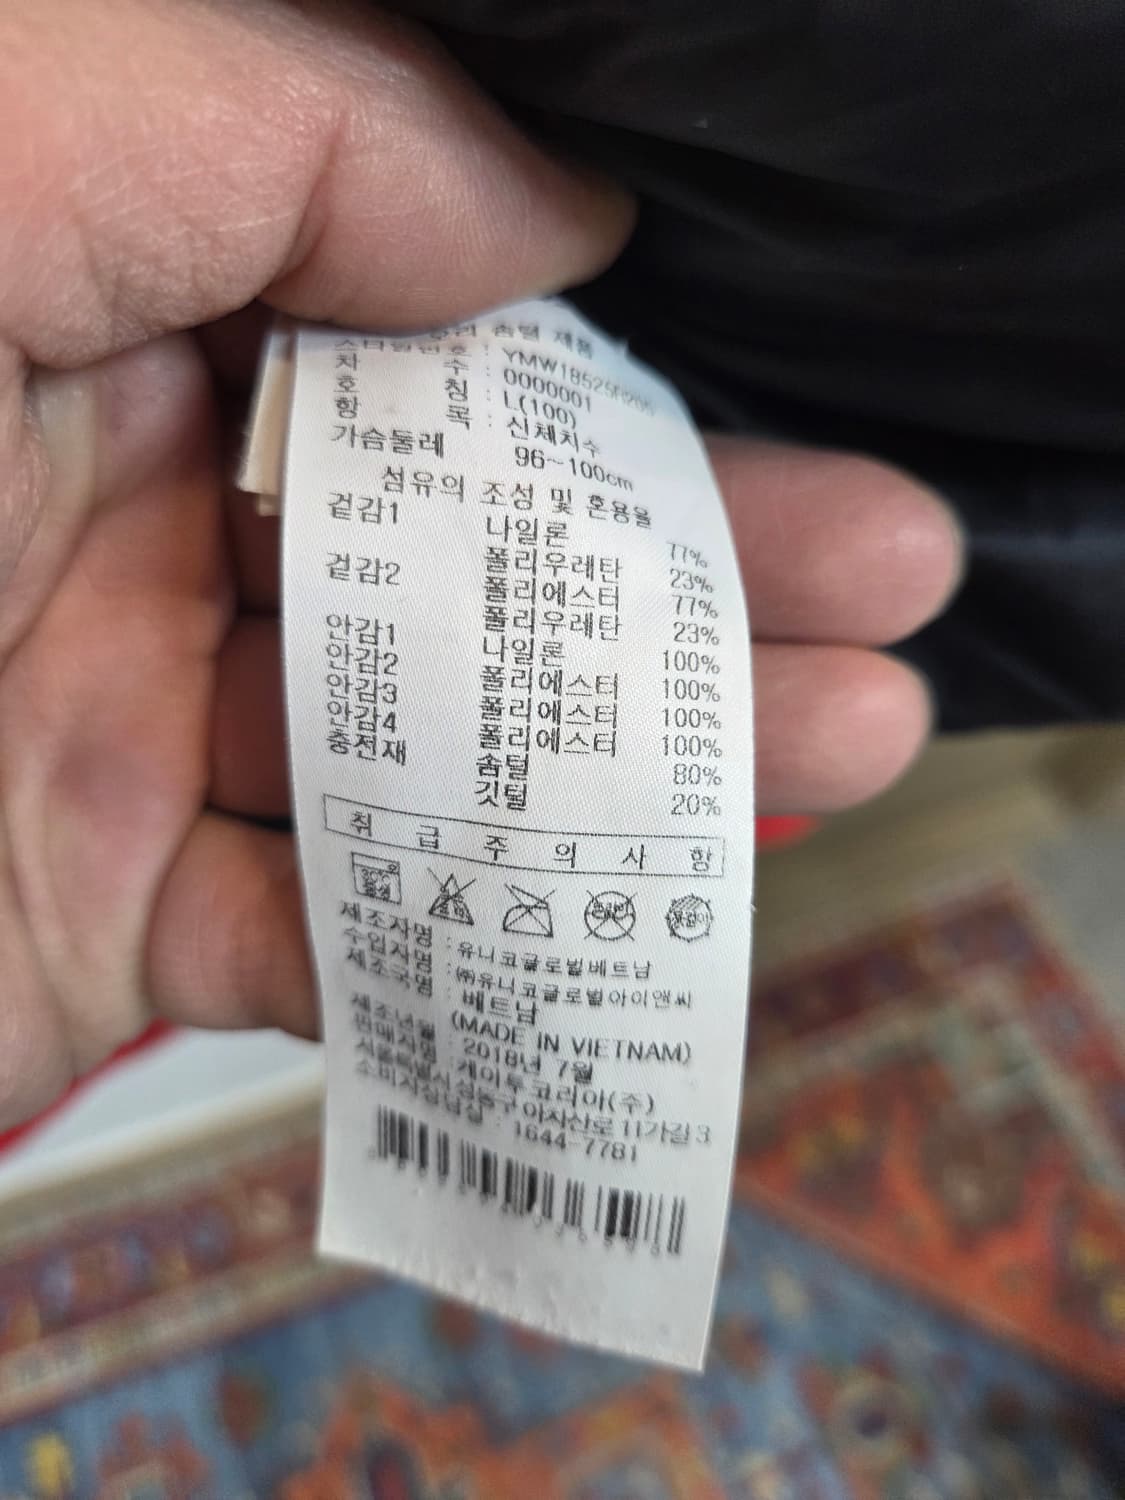 솜털 제품
스타일번호 : YMW18525
차 수 : 0000001
호 칭 : L(100)
항 목 : 신체치수
가슴둘레 96~100cm
섬유의 조성 및 혼용율
겉감1 나일론 77%
폴리우레탄 23%
겉감2 폴리에스터 77%
폴리우레탄 23%
안감1 나일론 100%
안감2 폴리에스터 100%
안감3 폴리에스터 100%
안감4 폴리에스터 100%
충전재 솜털 80%
깃털 20%
취 급 주 의 사 항
제조자명 : 유니코글로벌베트남
수입자명 : ㈜유니코글로벌아이앤씨
제조국명 : 베트남
(MADE IN VIETNAM)
제조년월 : 2018년 7월
판매자명 : 케이투코리아(주)
서울특별시 성동구 아차산로 11가길 3
소비자상담실 : 1644-7781